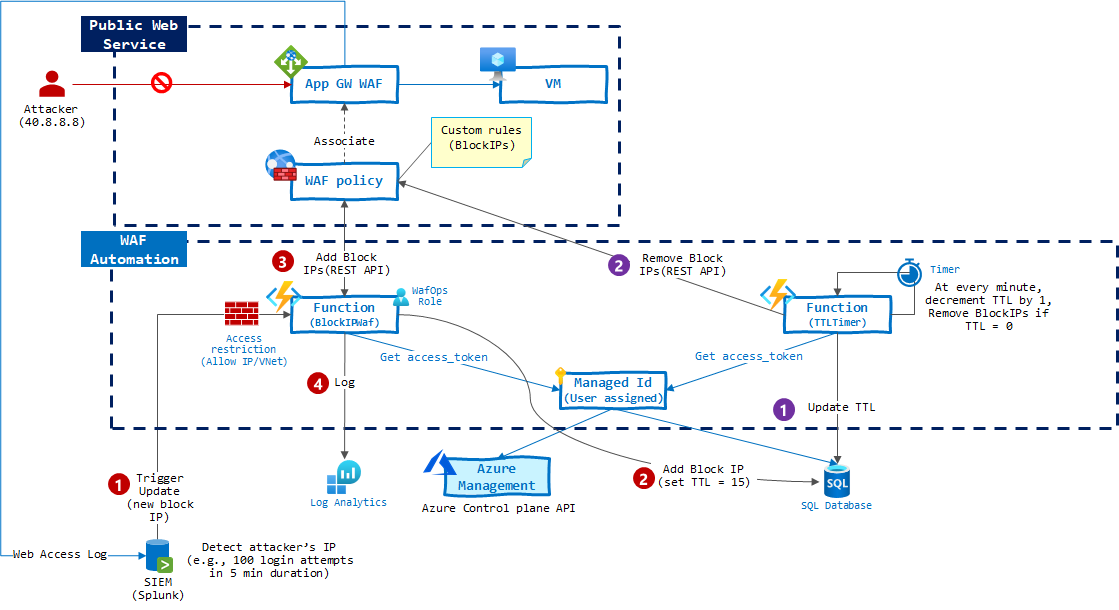 Public Web
Service
App GW WAF
VM
Attacker
(40.8.8.8)
Associate
Custom rules
(BlockIPs)
WAF policy
WAF
Automation
3
Add Block
IPs(REST API)
2
Remove Block
IPs(REST API)
Timer
At every minute,
decrement TTL by 1,
Remove BlockIPs if
TTL = 0
WafOps
Role
Function
(BlockIPWaf)
Function
(TTLTimer)
Access
restriction
(Allow IP/VNet)
Get access_token
Get access_token
4
Log
Managed Id
(User assigned)
1
Update TTL
1
Trigger
Update
(new block
IP)
Log Analytics
Azure
Management
Azure Control plane API
2
Add Block IP
(set TTL = 15)
SQL
SQL Database
Web Access Log
Detect attacker's IP
(e.g., 100 login attempts
in 5 min duration)
SIEM
(Splunk)